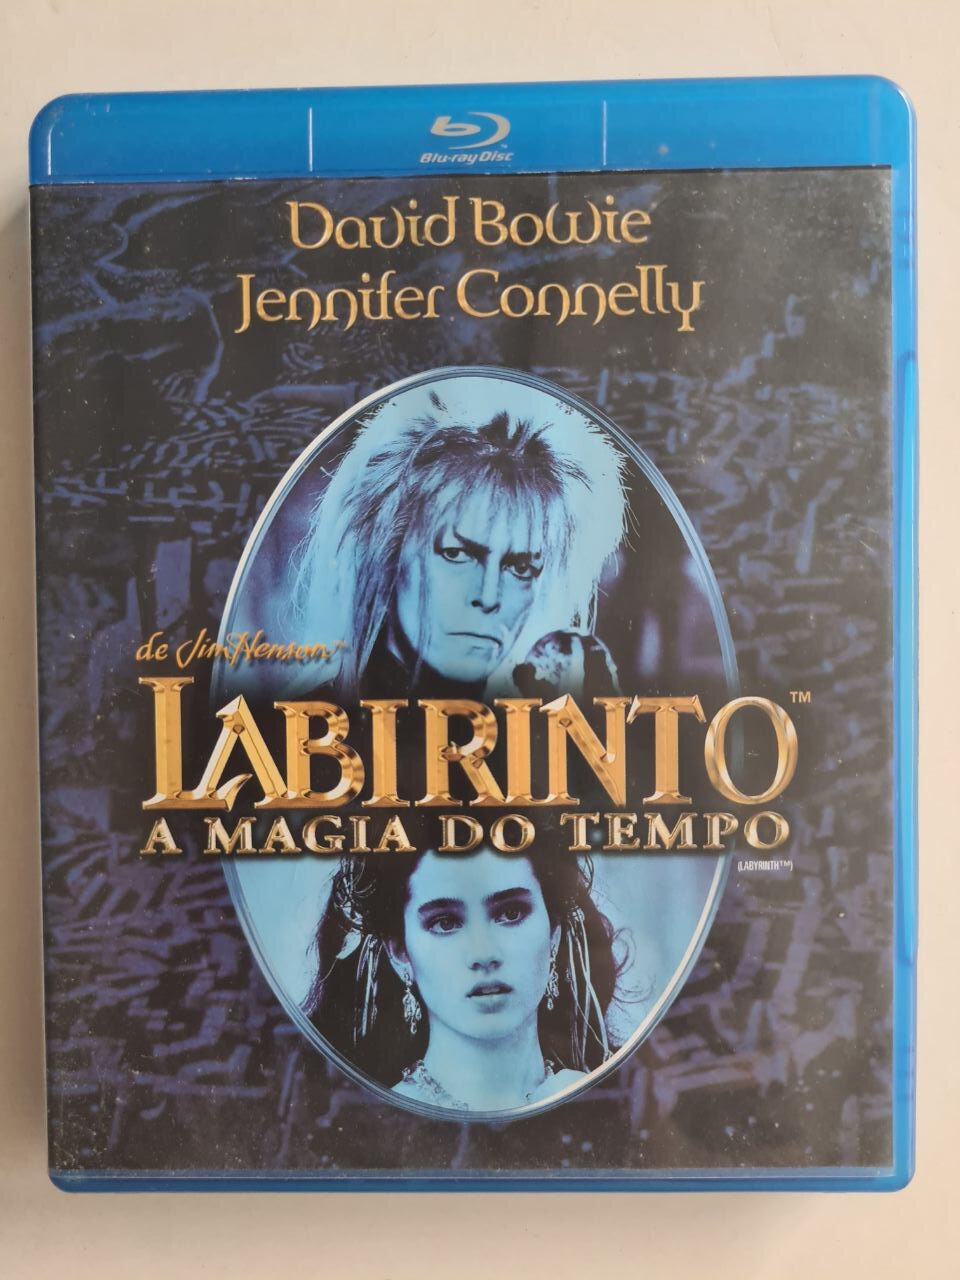 Blu-ray Disc
David Bowie
Jennifer Connelly
de Jim Henson™
LABIRINTO™
A MAGIA DO TEMPO
(LABYRINTH™)